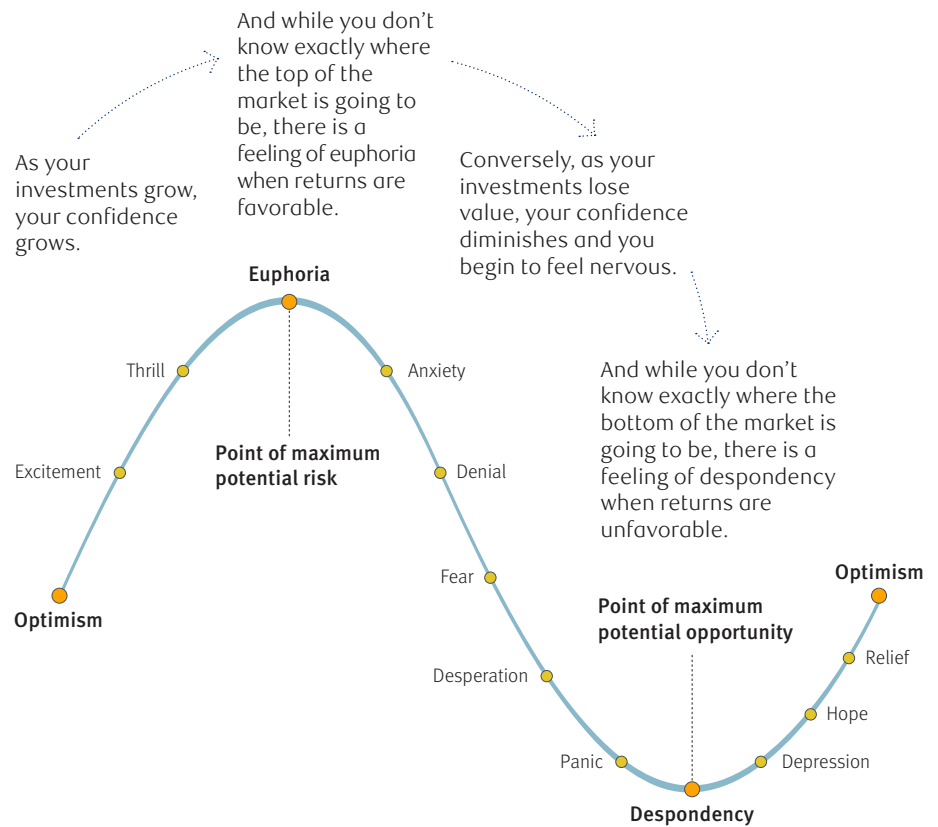 And while you don't
know exactly where
the top of the
market is going to
be, there is a
feeling of euphoria
when returns are
favorable.
As your
investments grow,
your confidence
grows.
Conversely, as your
investments lose
value, your confidence
diminishes and you
begin to feel nervous.
And while you don't
know exactly where the
bottom of the market is
going to be, there is a
feeling of despondency
when returns are
unfavorable.
Euphoria
Thrill
Anxiety
Point of maximum
potential risk
Excitement
Denial
Fear
Optimism
Optimism
Point of maximum
potential opportunity
Desperation
Relief
Hope
Panic
Depression
Despondency